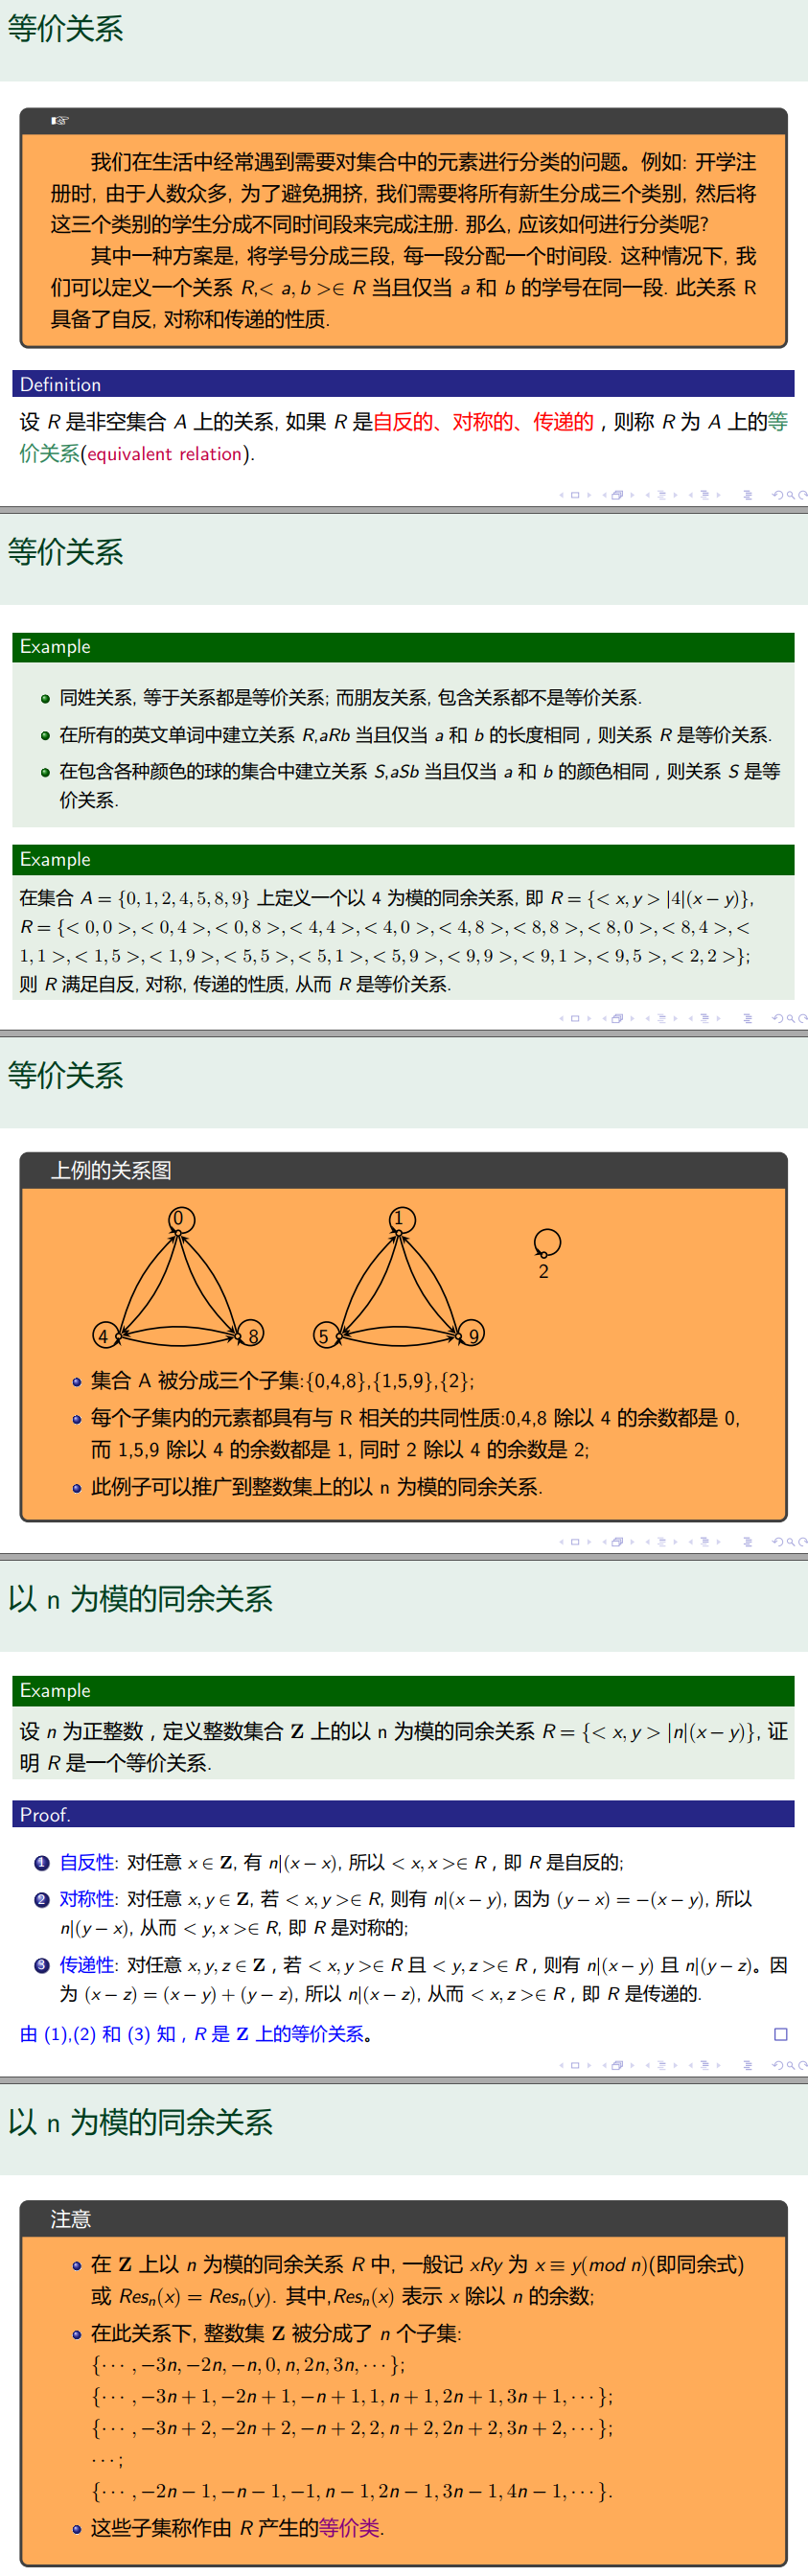 等价关系
☞
我们在生活中经常遇到需要对集合中的元素进行分类的问题。例如: 开学注
册时, 由于人数众多, 为了避免拥挤, 我们需要将所有新生分成三个类别, 然后将
这三个类别的学生分成不同时间段来完成注册. 那么, 应该如何进行分类呢?
其中一种方案是, 将学号分成三段, 每一段分配一个时间段. 这种情况下, 我
们可以定义一个关系 R,< a, b >∈ R 当且仅当 a 和 b 的学号在同一段. 此关系 R
具备了自反, 对称和传递的性质.
Definition
设 R 是非空集合 A 上的关系, 如果 R 是自反的、对称的、传递的，则称 R 为 A 上的等
价关系(equivalent relation).
等价关系
Example
同姓关系, 等于关系都是等价关系; 而朋友关系, 包含关系都不是等价关系.
在所有的英文单词中建立关系 R,aRb 当且仅当 a 和 b 的长度相同，则关系 R 是等价关系.
在包含各种颜色的球的集合中建立关系 S,aSb 当且仅当 a 和 b 的颜色相同，则关系 S 是等
价关系.
Example
在集合 A = {0, 1, 2, 4, 5, 8, 9} 上定义一个以 4 为模的同余关系, 即 R = {< x, y > |4|(x − y)},
R = {< 0, 0 >, < 0, 4 >, < 0, 8 >, < 4, 4 >, < 4, 0 >, < 4, 8 >, < 8, 8 >, < 8, 0 >, < 8, 4 >, <
1, 1 >, < 1, 5 >, < 1, 9 >, < 5, 5 >, < 5, 1 >, < 5, 9 >, < 9, 9 >, < 9, 1 >, < 9, 5 >, < 2, 2 >};
则 R 满足自反, 对称, 传递的性质, 从而 R 是等价关系.
等价关系
上例的关系图
0 1
2
4 8 5 9
集合 A 被分成三个子集:{0,4,8},{1,5,9},{2};
每个子集内的元素都具有与 R 相关的共同性质:0,4,8 除以 4 的余数都是 0,
而 1,5,9 除以 4 的余数都是 1, 同时 2 除以 4 的余数是 2;
此例子可以推广到整数集上的以 n 为模的同余关系.
以 n 为模的同余关系
Example
设 n 为正整数，定义整数集合 Z 上的以 n 为模的同余关系 R = {< x, y > |n|(x − y)}, 证
明 R 是一个等价关系.
Proof.
1 自反性: 对任意 x ∈ Z, 有 n|(x − x), 所以 < x, x >∈ R，即 R 是自反的;
2 对称性: 对任意 x, y ∈ Z, 若 < x, y >∈ R, 则有 n|(x − y), 因为 (y − x) = −(x − y), 所以
n|(y − x), 从而 < y, x >∈ R, 即 R 是对称的;
3 传递性: 对任意 x, y, z ∈ Z，若 < x, y >∈ R 且 < y, z >∈ R，则有 n|(x − y) 且 n|(y − z)。因
为 (x − z) = (x − y) + (y − z), 所以 n|(x − z), 从而 < x, z >∈ R，即 R 是传递的.
由 (1),(2) 和 (3) 知，R 是 Z 上的等价关系。 □
以 n 为模的同余关系
注意
在 Z 上以 n 为模的同余关系 R 中, 一般记 xRy 为 x ≡ y(mod n)(即同余式)
或 Resₙ(x) = Resₙ(y). 其中,Resₙ(x) 表示 x 除以 n 的余数;
在此关系下, 整数集 Z 被分成了 n 个子集:
{· · · , −3n, −2n, −n, 0, n, 2n, 3n, · · · };
{· · · , −3n + 1, −2n + 1, −n + 1, 1, n + 1, 2n + 1, 3n + 1, · · · };
{· · · , −3n + 2, −2n + 2, −n + 2, 2, n + 2, 2n + 2, 3n + 2, · · · };
· · · ;
{· · · , −2n − 1, −n − 1, −1, n − 1, 2n − 1, 3n − 1, 4n − 1, · · · }.
这些子集称作由 R 产生的等价类.